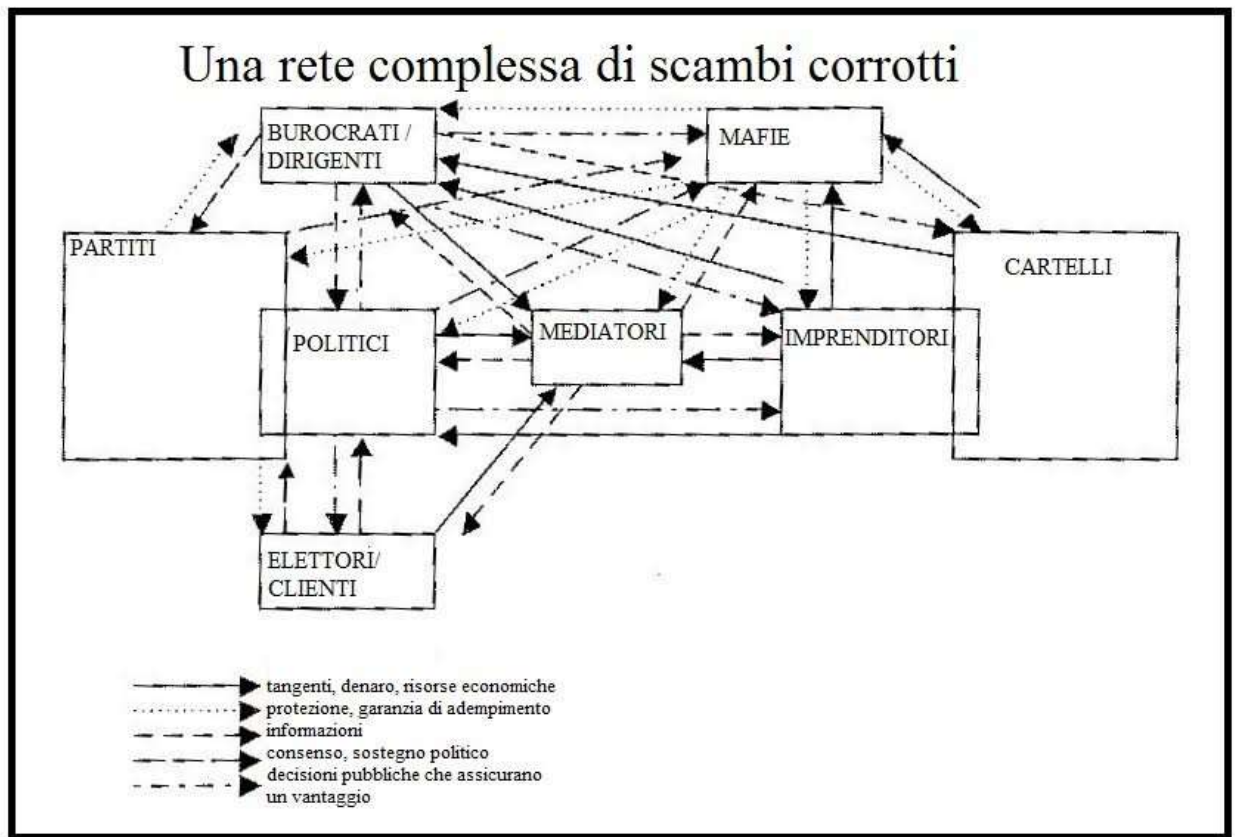 Una rete complessa di scambi corrotti
BUROCRATI /
DIRIGENTI
MAFIE
PARTITI
CARTELLI
POLITICI
MEDIATORI
IMPRENDITORI
ELETTORI/
CLIENTI
tangenti, denaro, risorse economiche
protezione, garanzia di adempimento
informazioni
consenso, sostegno politico
decisioni pubbliche che assicurano
un vantaggio